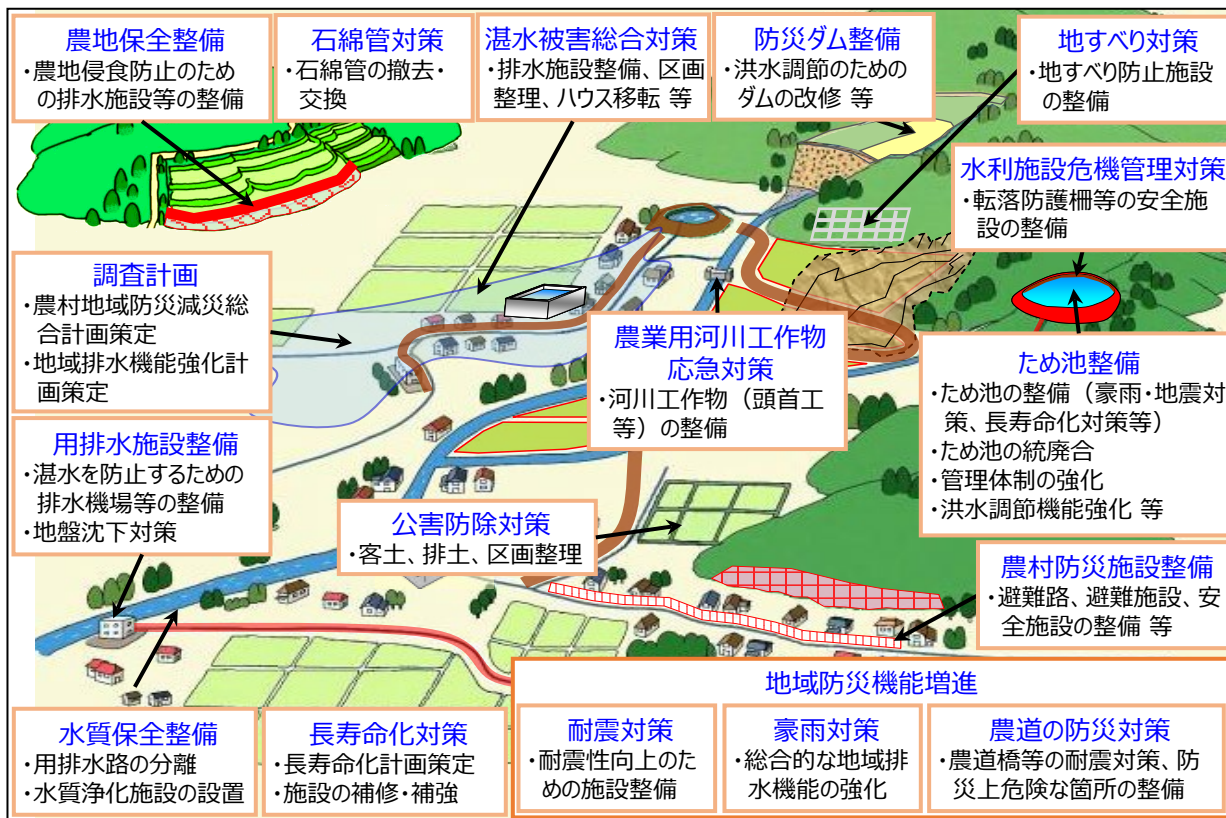 農地保全整備
・農地侵食防止のため
の排水施設等の整備
石綿管対策
・石綿管の撤去・
交換
湛水被害総合対策
・排水施設整備、区画
整理、ハウス移転 等
防災ダム整備
・洪水調節のための
ダムの改修 等
地すべり対策
・地すべり防止施設
の整備
水利施設危機管理対策
・転落防護柵等の安全施
設の整備
調査計画
・農村地域防災減災総
合計画策定
・地域排水機能強化計
画策定
農業用河川工作物
応急対策
・河川工作物（頭首工
等）の整備
ため池整備
・ため池の整備（豪雨・地震対
策、長寿命化対策等）
・ため池の統廃合
・管理体制の強化
・洪水調節機能強化 等
用排水施設整備
・湛水を防止するための
排水機場等の整備
・地盤沈下対策
公害防除対策
・客土、排土、区画整理
農村防災施設整備
・避難路、避難施設、安
全施設の整備 等
水質保全整備
・用排水路の分離
・水質浄化施設の設置
長寿命化対策
・長寿命化計画策定
・施設の補修・補強
地域防災機能増進
耐震対策
・耐震性向上のた
めの施設整備
豪雨対策
・総合的な地域排
水機能の強化
農道の防災対策
・農道橋等の耐震対策、防
災上危険な箇所の整備